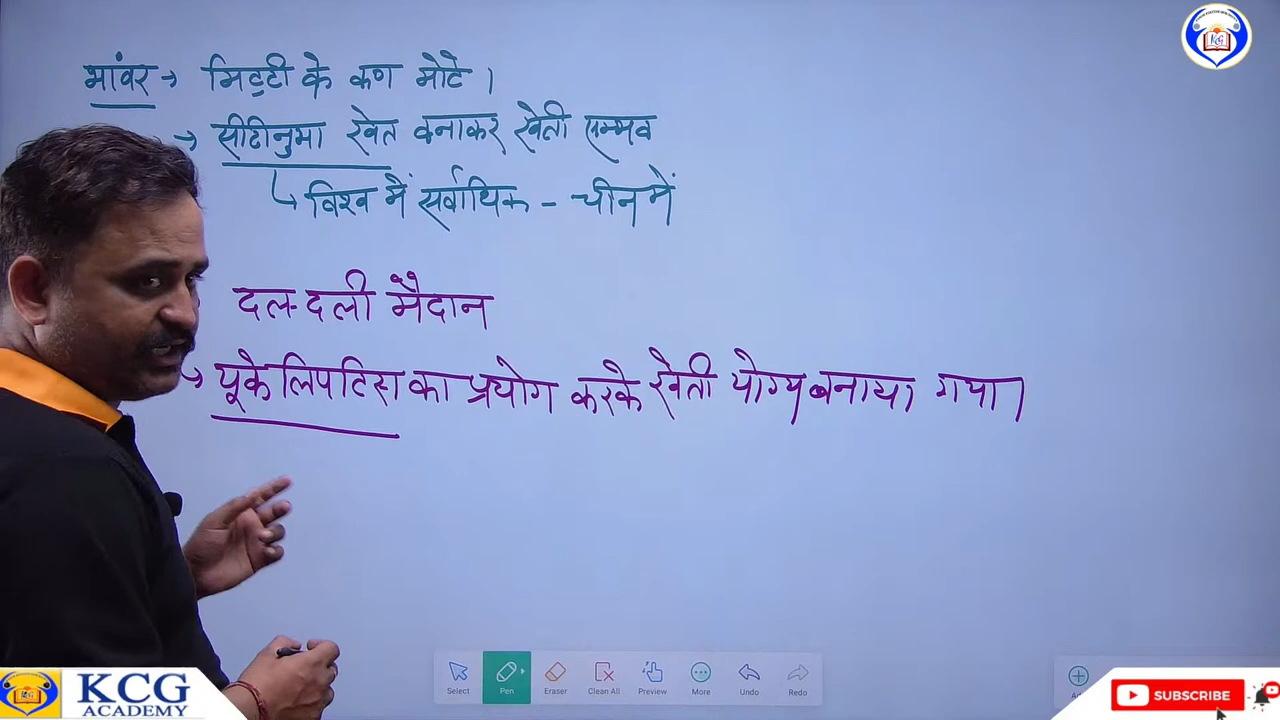 भांवर → मिट्टी के कण मोटे।
→ सीढीनुमा खेत बनाकर खेती सम्भव
↳ विश्व में सर्वाधिक - चीन में
दल-दली मैदान
↳ यूकेलिपटिस का प्रयोग करके खेती योग्य बनाया गया।
Select Pen Eraser Clean All Preview More Undo Redo
KCG
ACADEMY
SUBSCRIBE
KCG